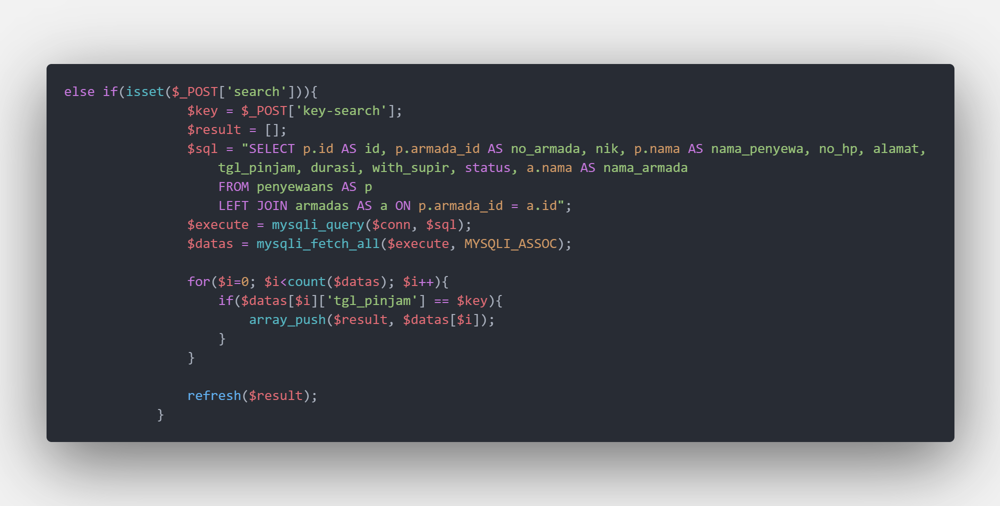 else if(isset($_POST['search'])){
$key = $_POST['key-search'];
$result = [];
$sql = "SELECT p.id AS id, p.armada_id AS no_armada, nik, p.nama AS nama_penyewa, no_hp, alamat,
tgl_pinjam, durasi, with_supir, status, a.nama AS nama_armada
FROM penyewaans AS p
LEFT JOIN armadas AS a ON p.armada_id = a.id";
$execute = mysqli_query($conn, $sql);
$datas = mysqli_fetch_all($execute, MYSQLI_ASSOC);
for($i=0; $i<count($datas); $i++){
if($datas[$i]['tgl_pinjam'] == $key){
array_push($result, $datas[$i]);
}
}
refresh($result);
}